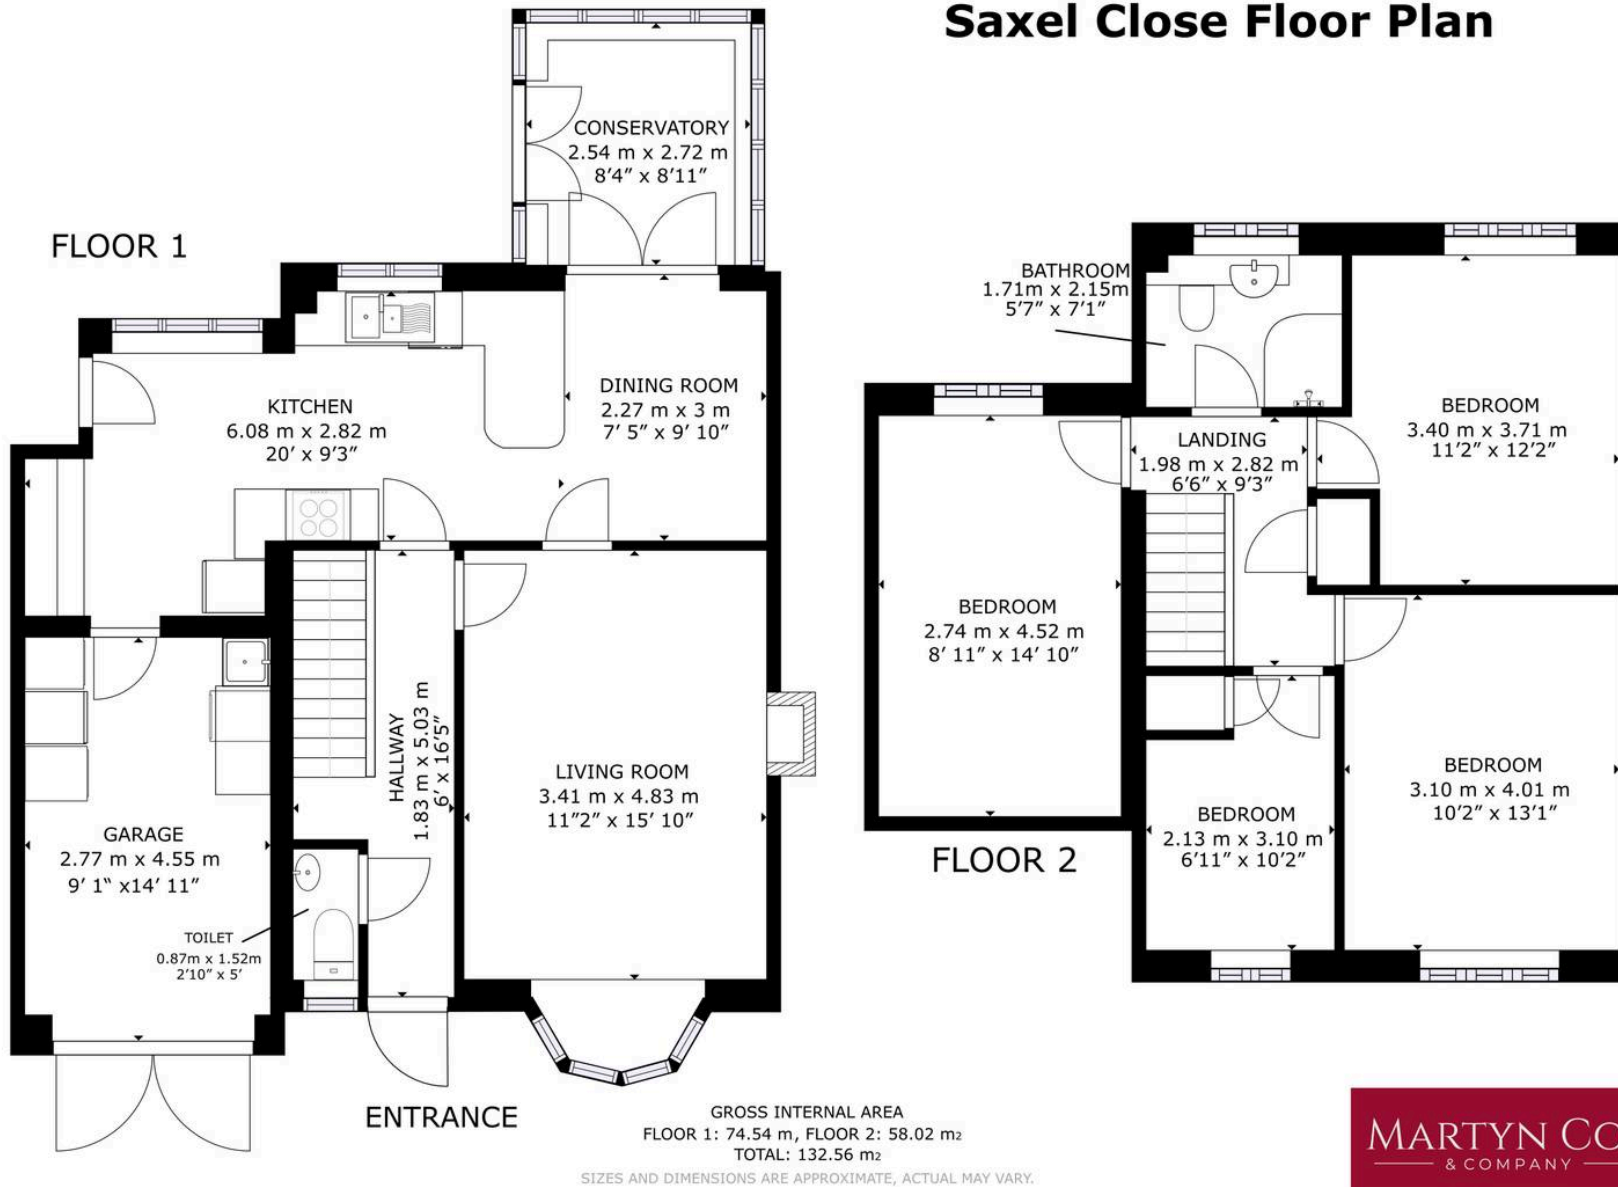 Saxel Close Floor Plan
FLOOR 1
CONSERVATORY
2.54 m x 2.72 m
8’4” x 8’11”
KITCHEN
6.08 m x 2.82 m
20’ x 9’3”
DINING ROOM
2.27 m x 3 m
7’ 5” x 9’ 10”
HALLWAY
1.83 m x 5.03 m
6’ x 16’5”
LIVING ROOM
3.41 m x 4.83 m
11”2” x 15’ 10”
GARAGE
2.77 m x 4.55 m
9’ 1“ x14’ 11”
TOILET
0.87m x 1.52m
2’10” x 5’
ENTRANCE
BATHROOM
1.71m x 2.15m
5’7” x 7’1”
LANDING
1.98 m x 2.82 m
6’6” x 9’3”
BEDROOM
3.40 m x 3.71 m
11’2” x 12’2”
BEDROOM
2.74 m x 4.52 m
8’ 11” x 14’ 10”
BEDROOM
3.10 m x 4.01 m
10’2” x 13’1”
BEDROOM
2.13 m x 3.10 m
6’11” x 10’2”
FLOOR 2
GROSS INTERNAL AREA
FLOOR 1: 74.54 m, FLOOR 2: 58.02 m2
TOTAL: 132.56 m2
SIZES AND DIMENSIONS ARE APPROXIMATE, ACTUAL MAY VARY.
MARTYN CO
& COMPANY